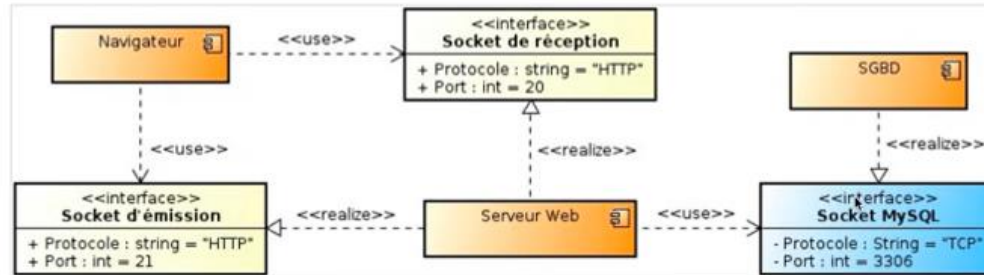 Navigateur
<<use>>
<<interface>>
Socket de réception
+ Protocole : string = "HTTP"
+ Port : int = 20
SGBD
<<use>>
<<realize>>
<<realize>>
<<interface>>
Socket d'émission
+ Protocole : string = "HTTP"
+ Port : int = 21
<<realize>>
Serveur Web
<<use>>
<<interface>>
Socket MySQL
- Protocole : String = "TCP"
- Port : int = 3306